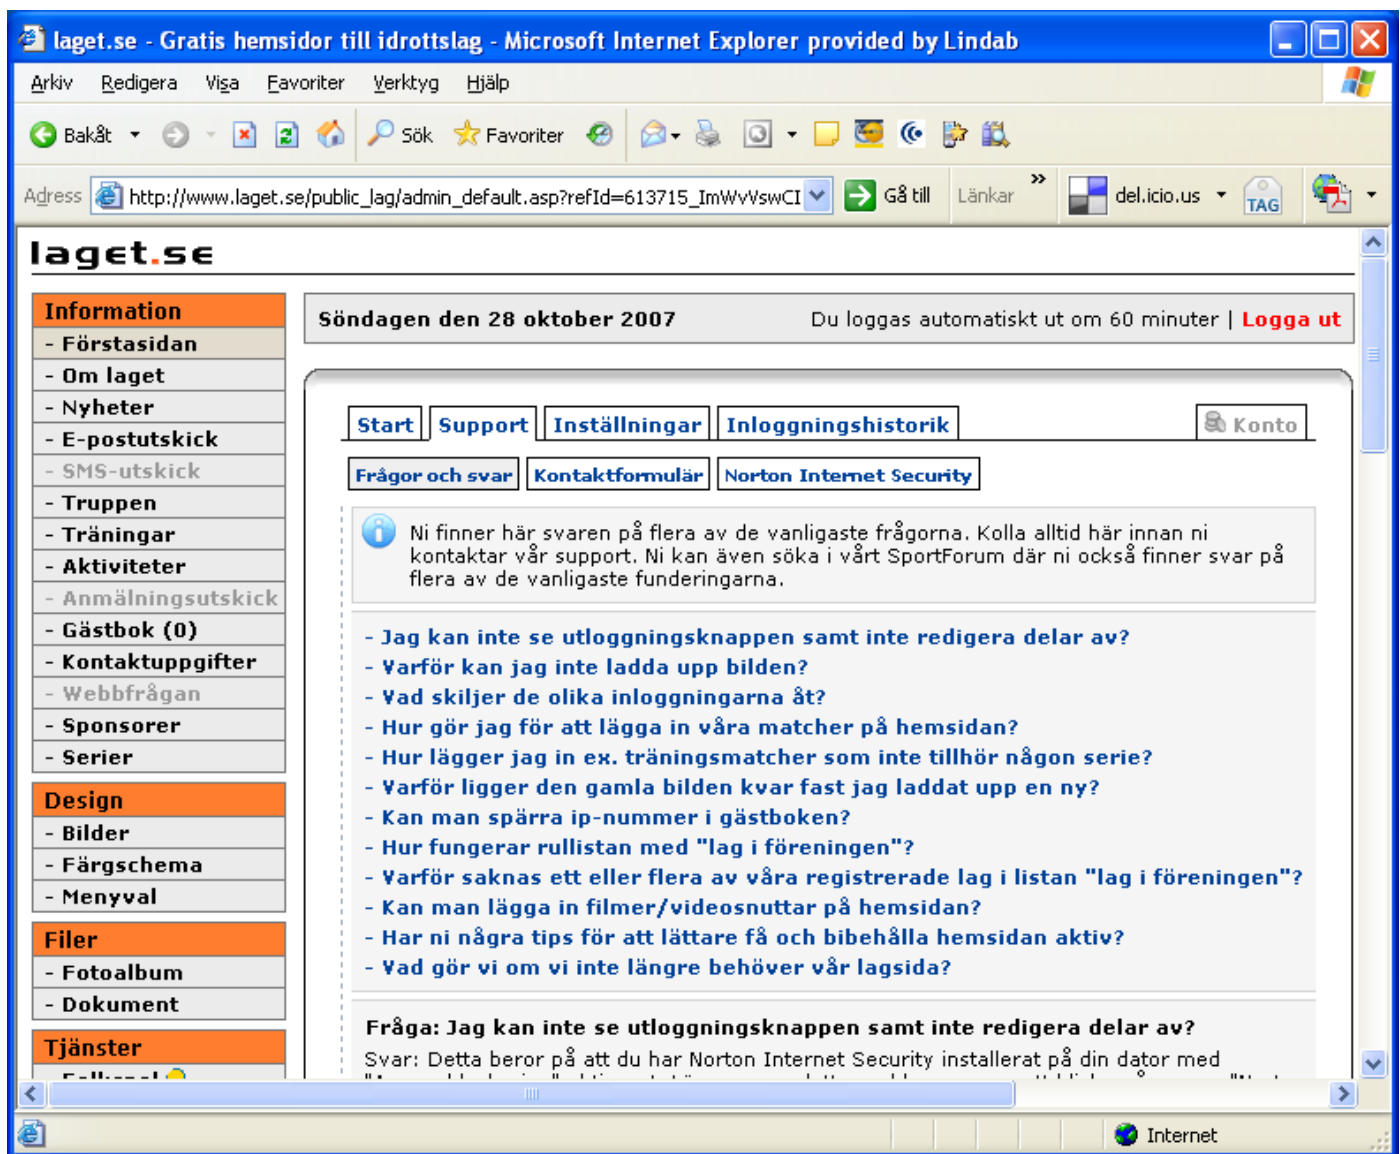 laget.se - Gratis hemsidor till idrottslag - Microsoft Internet Explorer provided by Lindab
Arkiv Redigera Visa Favoriter Verktyg Hjälp
Bakåt Sök Favoriter
Adress http://www.laget.se/public_lag/admin_default.asp?refId=613715_ImWvVswCI Gå till Länkar » del.icio.us TAG
laget.se
Information
- Förstasidan
- Om laget
- Nyheter
- E-postutskick
- SMS-utskick
- Truppen
- Träningar
- Aktiviteter
- Anmälningsutskick
- Gästbok (0)
- Kontaktuppgifter
- Webbfrågan
- Sponsorer
- Serier
Design
- Bilder
- Färgschema
- Menyval
Filer
- Fotoalbum
- Dokument
Tjänster
Söndagen den 28 oktober 2007 Du loggas automatiskt ut om 60 minuter | Logga ut
Start Support Inställningar Inloggningshistorik Konto
Frågor och svar Kontaktformulär Norton Internet Security
Ni finner här svaren på flera av de vanligaste frågorna. Kolla alltid här innan ni
kontaktar vår support. Ni kan även söka i vårt SportForum där ni också finner svar på
flera av de vanligaste funderingarna.
- Jag kan inte se utloggningsknappen samt inte redigera delar av?
- Varför kan jag inte ladda upp bilden?
- Vad skiljer de olika inloggningarna åt?
- Hur gör jag för att lägga in våra matcher på hemsidan?
- Hur lägger jag in ex. träningsmatcher som inte tillhör någon serie?
- Varför ligger den gamla bilden kvar fast jag laddat upp en ny?
- Kan man spärra ip-nummer i gästboken?
- Hur fungerar rullistan med "lag i föreningen"?
- Varför saknas ett eller flera av våra registrerade lag i listan "lag i föreningen"?
- Kan man lägga in filmer/videosnuttar på hemsidan?
- Har ni några tips för att lättare få och bibehålla hemsidan aktiv?
- Vad gör vi om vi inte längre behöver vår lagsida?
Fråga: Jag kan inte se utloggningsknappen samt inte redigera delar av?
Svar: Detta beror på att du har Norton Internet Security installerat på din dator med
Internet